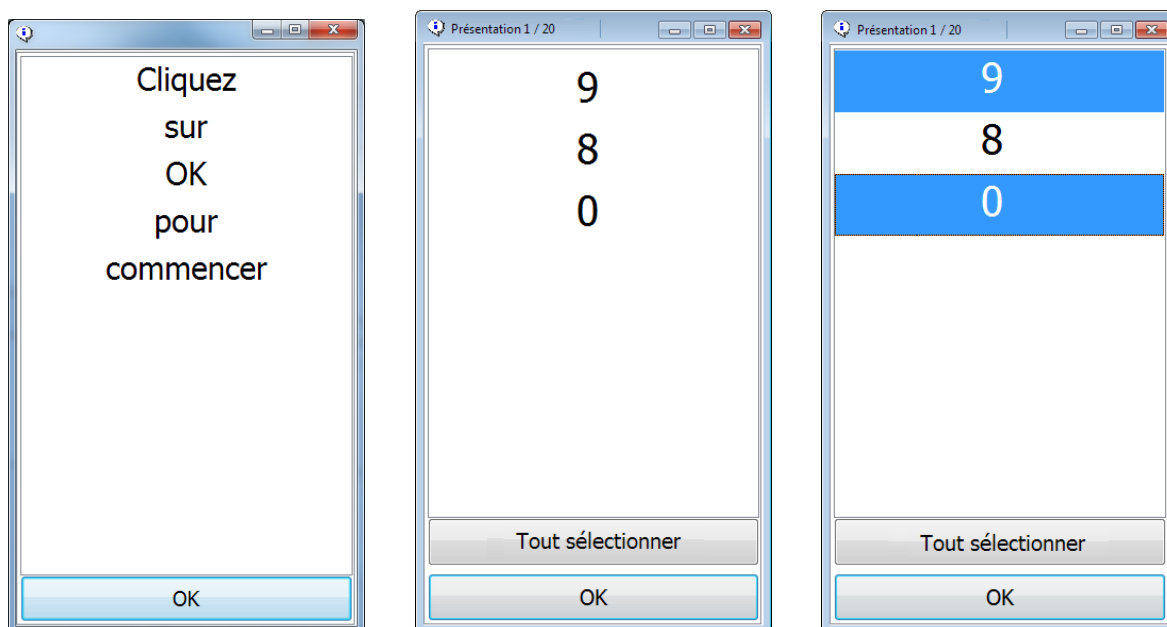 Cliquez
sur
OK
pour
commencer
OK
Présentation 1 / 20
9
8
0
Tout sélectionner
OK
Présentation 1 / 20
9
8
0
Tout sélectionner
OK